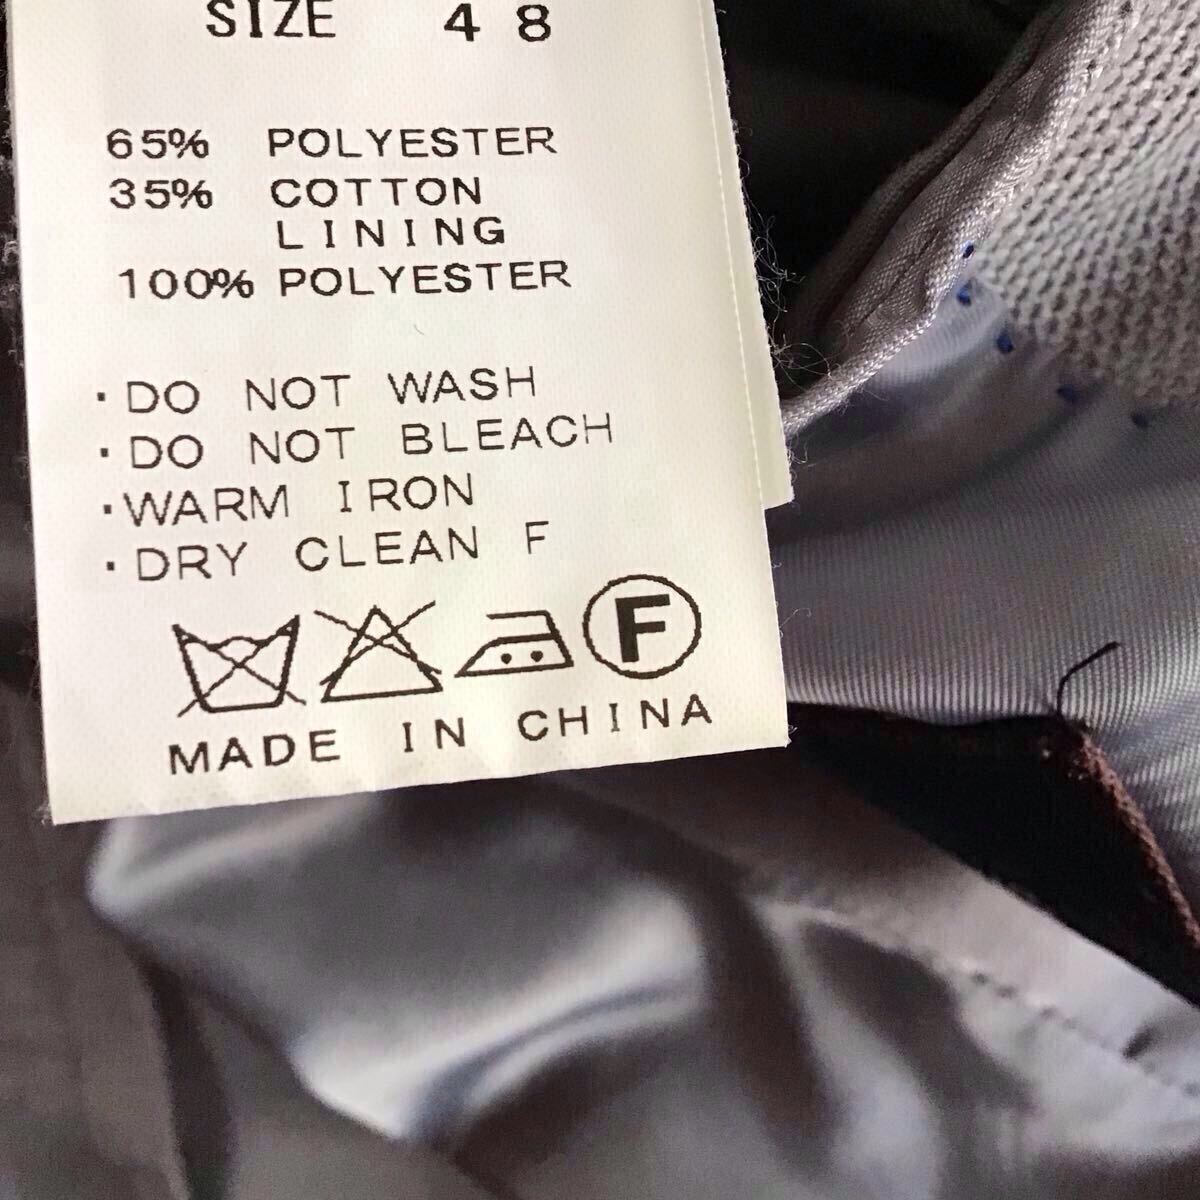 SIZE 48
65% POLYESTER
35% COTTON
LINING
100% POLYESTER
・DO NOT WASH
・DO NOT BLEACH
・WARM IRON
・DRY CLEAN F
F
MADE IN CHINA